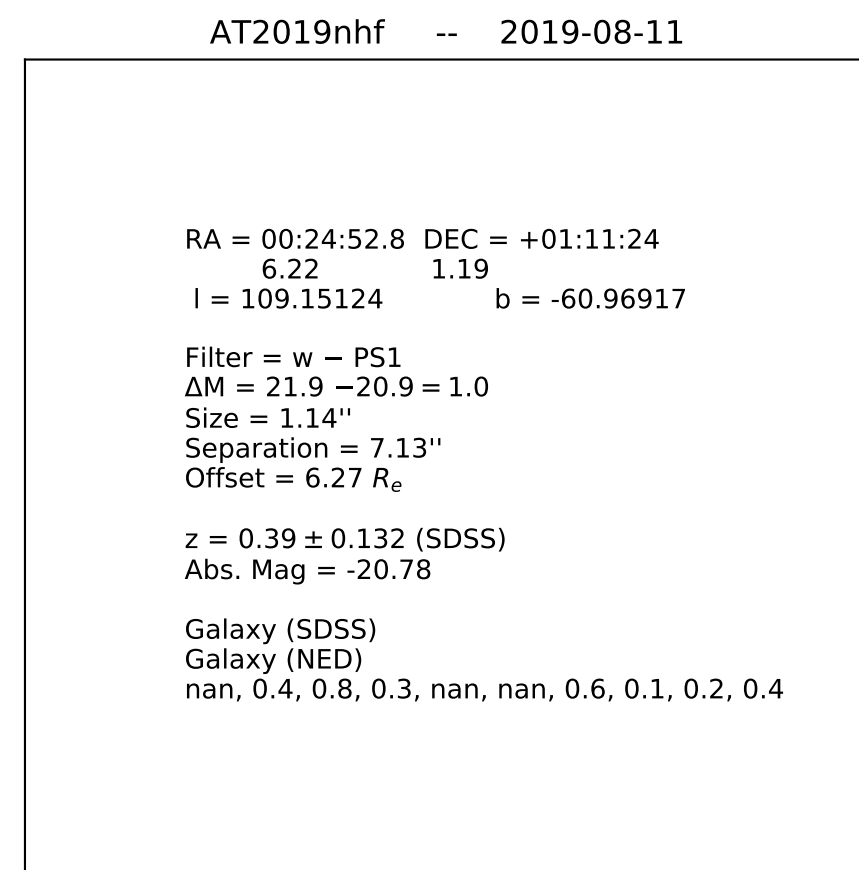 AT2019nhf -- 2019-08-11
RA = 00:24:52.8 DEC = +01:11:24
6.22 1.19
l = 109.15124 b = -60.96917
Filter = w − PS1
ΔM = 21.9 −20.9 = 1.0
Size = 1.14''
Separation = 7.13''
Offset = 6.27 Rₑ
z = 0.39 ± 0.132 (SDSS)
Abs. Mag = -20.78
Galaxy (SDSS)
Galaxy (NED)
nan, 0.4, 0.8, 0.3, nan, nan, 0.6, 0.1, 0.2, 0.4